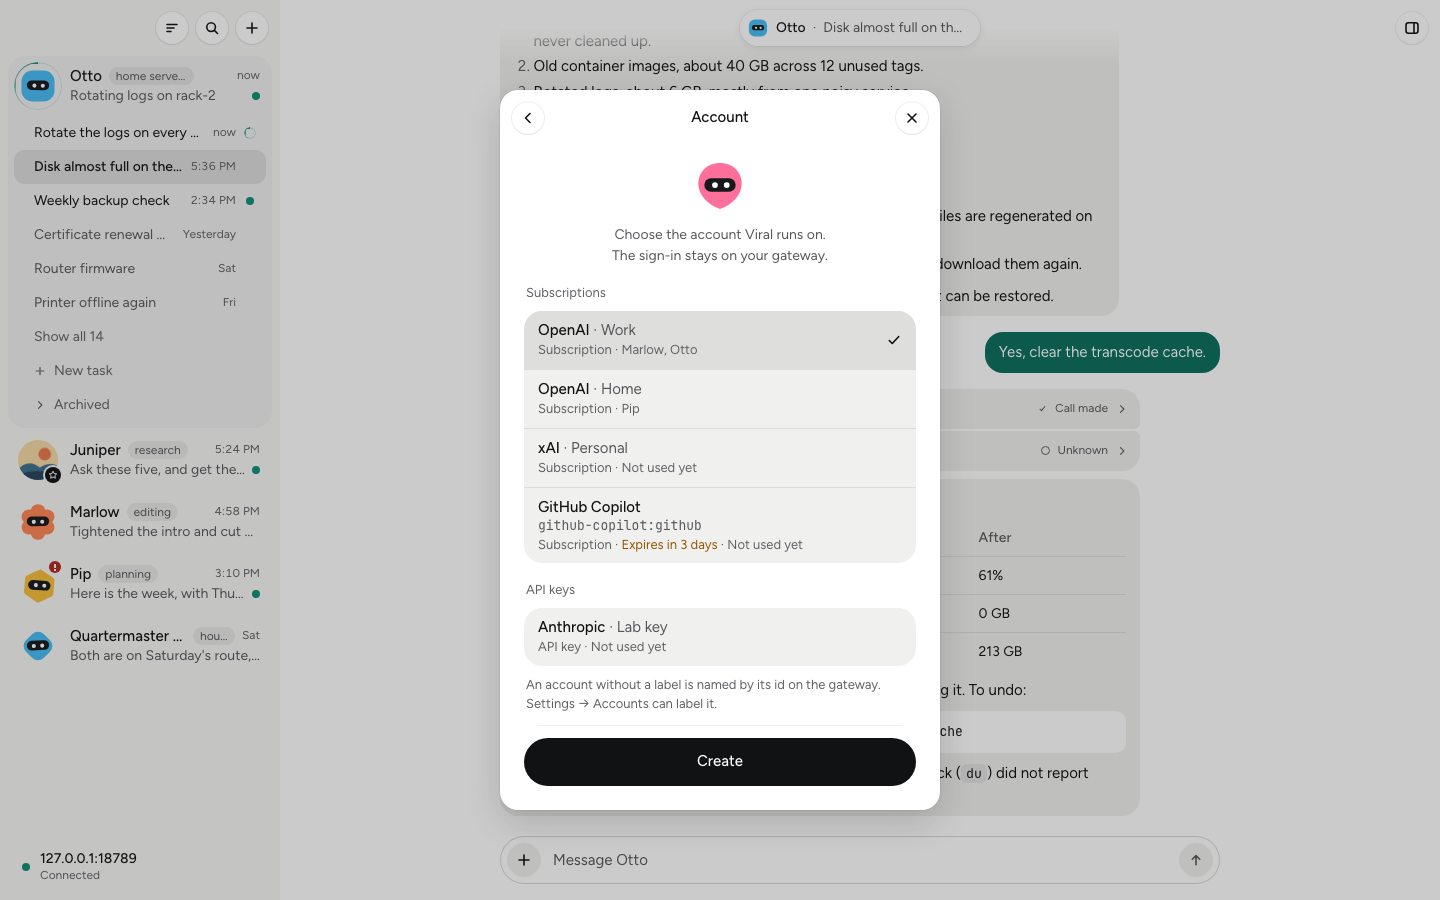 Otto home serve... now
Rotating logs on rack-2
Rotate the logs on every ... now
Disk almost full on the... 5:36 PM
Weekly backup check 2:34 PM
Certificate renewal ... Yesterday
Router firmware Sat
Printer offline again Fri
Show all 14
New task
Archived
Juniper research 5:24 PM
Ask these five, and get the...
Marlow editing 4:58 PM
Tightened the intro and cut ...
Pip planning 3:10 PM
Here is the week, with Thu...
Quartermaster ... hou... Sat
Both are on Saturday's route,...
127.0.0.1:18789
Connected
Otto · Disk almost full on th...
never cleaned up.
2. Old container images, about 40 GB across 12 unused tags.
iles are regenerated on
download them again.
can be restored.
Yes, clear the transcode cache.
Call made
Unknown
After
61%
0 GB
213 GB
g it. To undo:
che
ck (du) did not report
Message Otto
Account
Choose the account Viral runs on.
The sign-in stays on your gateway.
Subscriptions
OpenAI · Work
Subscription · Marlow, Otto
OpenAI · Home
Subscription · Pip
xAI · Personal
Subscription · Not used yet
GitHub Copilot
github-copilot:github
Subscription · Expires in 3 days · Not used yet
API keys
Anthropic · Lab key
API key · Not used yet
An account without a label is named by its id on the gateway.
Settings → Accounts can label it.
Create